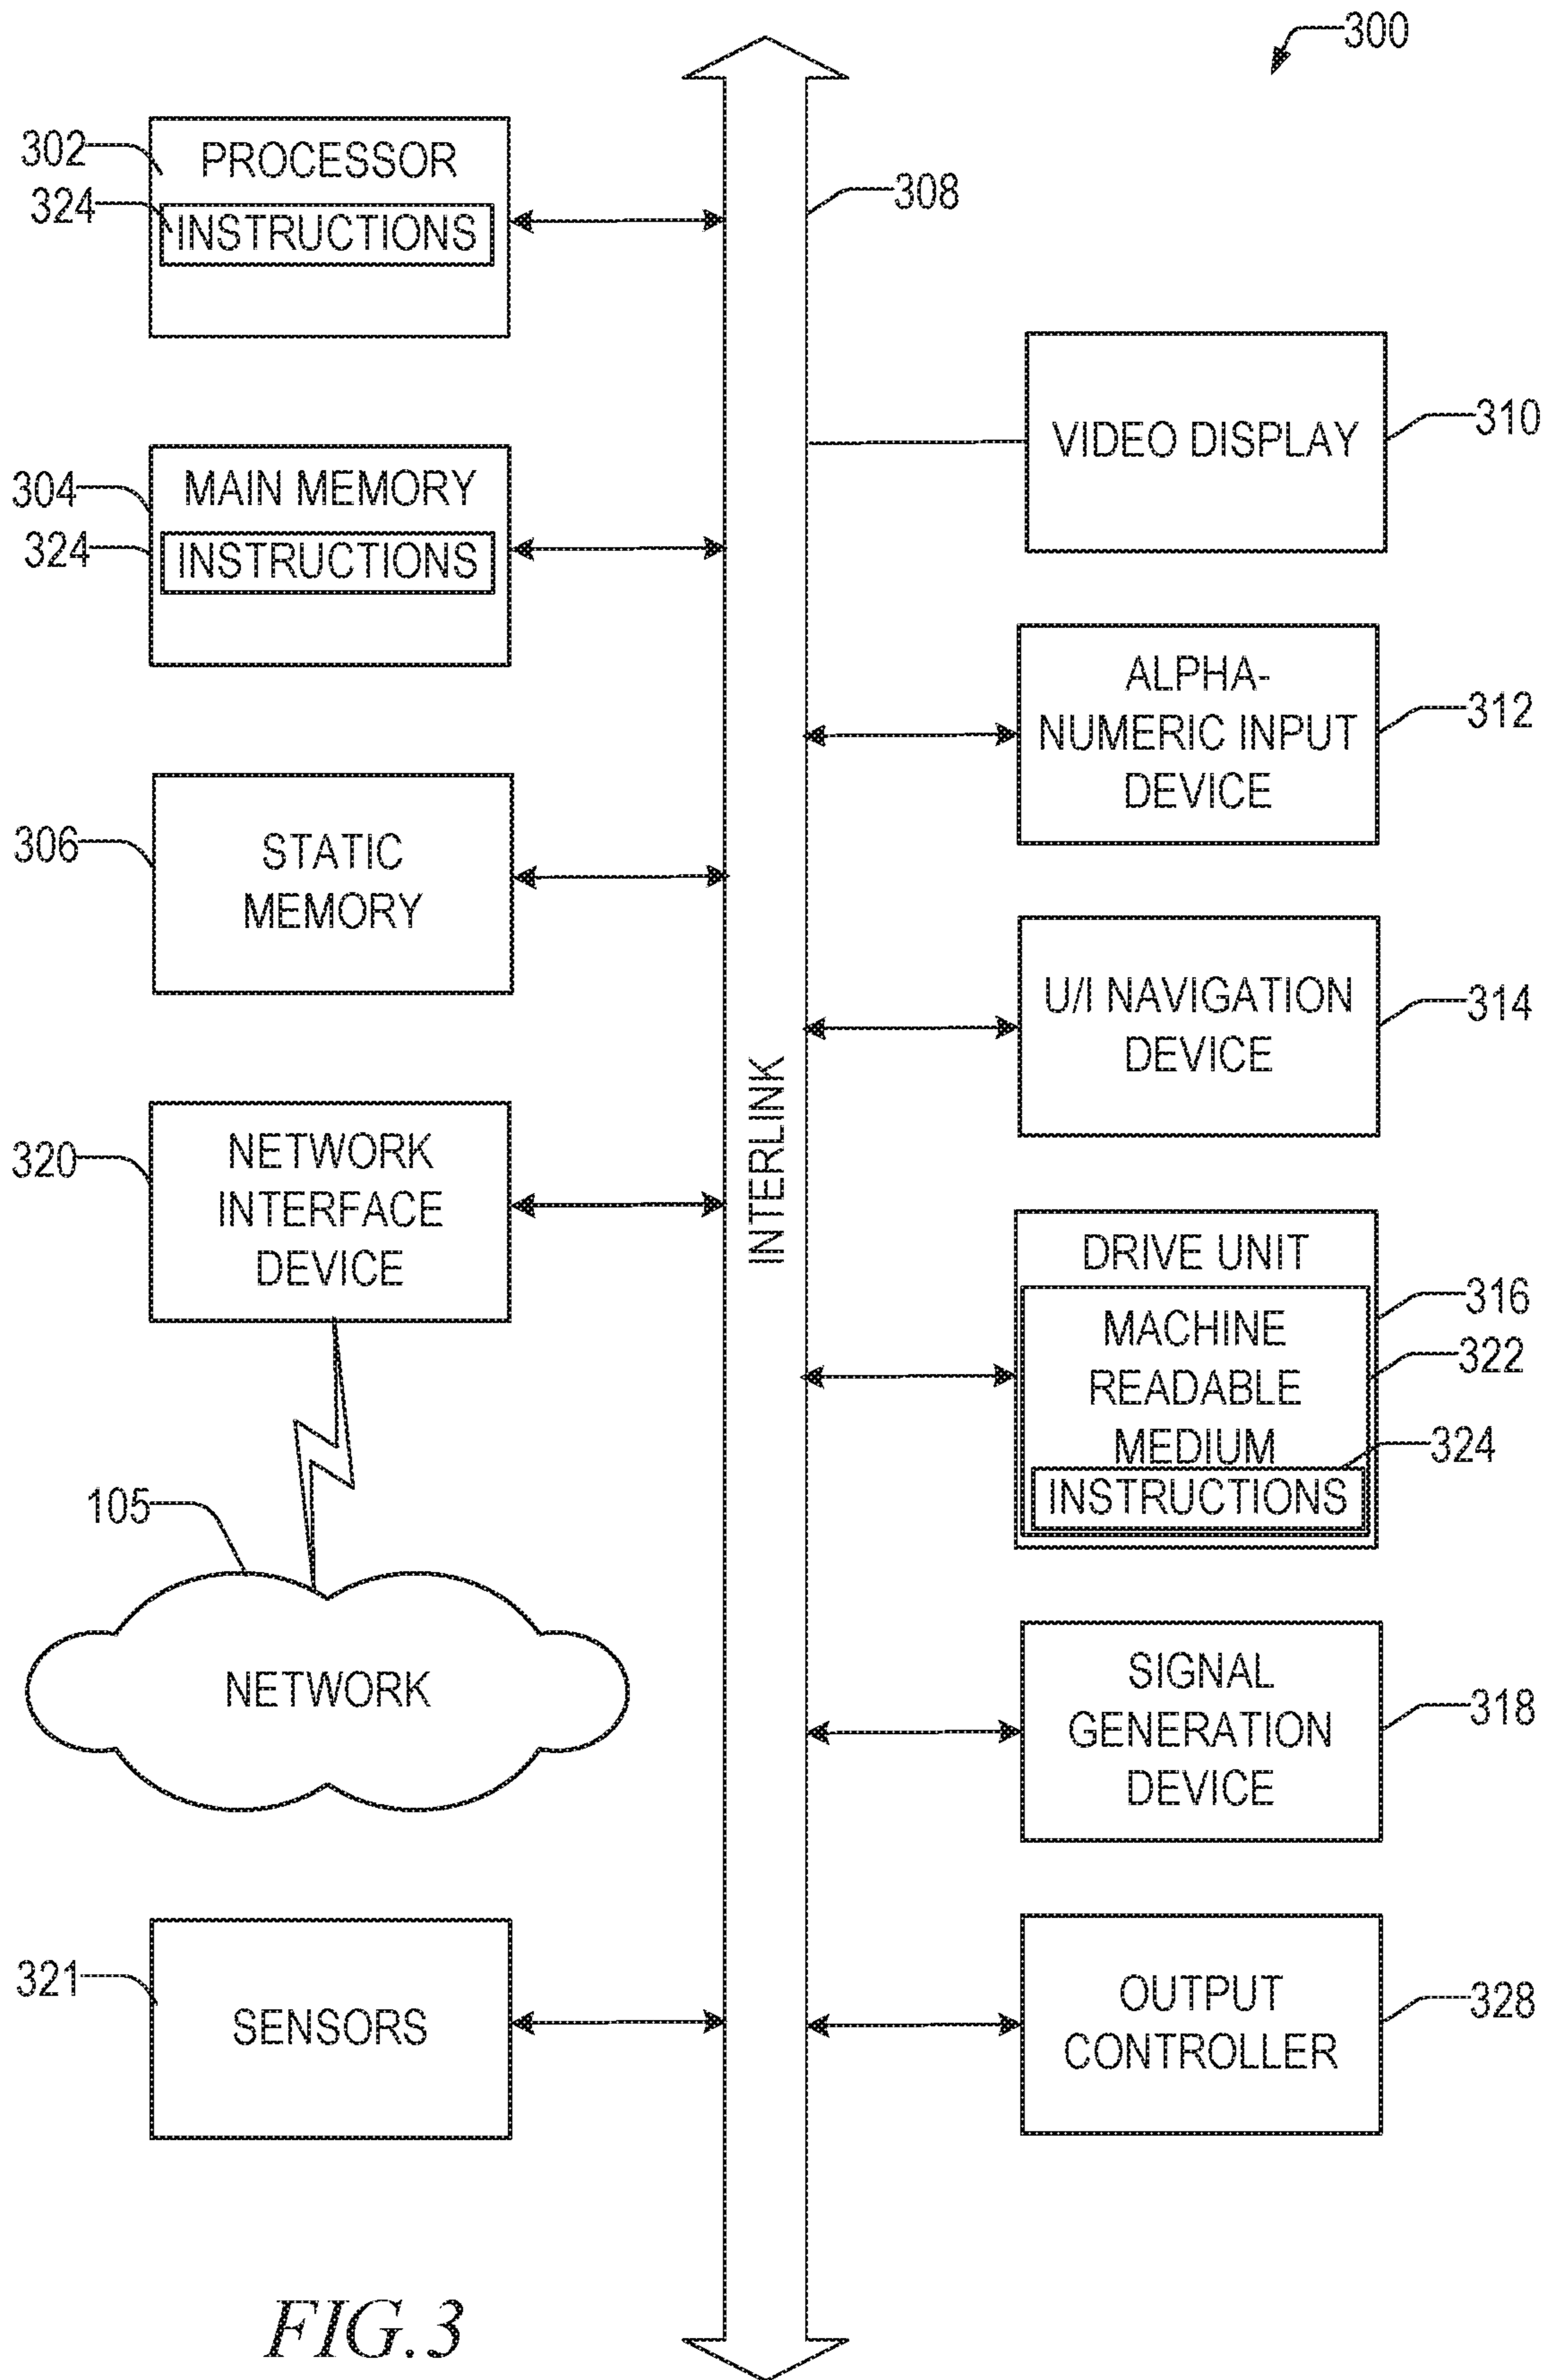 300
302
PROCESSOR
324
INSTRUCTIONS
308
304
MAIN MEMORY
324
INSTRUCTIONS
VIDEO DISPLAY
310
ALPHA-
NUMERIC INPUT
DEVICE
312
306
STATIC
MEMORY
U/I NAVIGATION
DEVICE
314
INTERLINK
320
NETWORK
INTERFACE
DEVICE
DRIVE UNIT
316
MACHINE
READABLE
MEDIUM
322
324
INSTRUCTIONS
105
NETWORK
SIGNAL
GENERATION
DEVICE
318
321
SENSORS
OUTPUT
CONTROLLER
328
FIG. 3